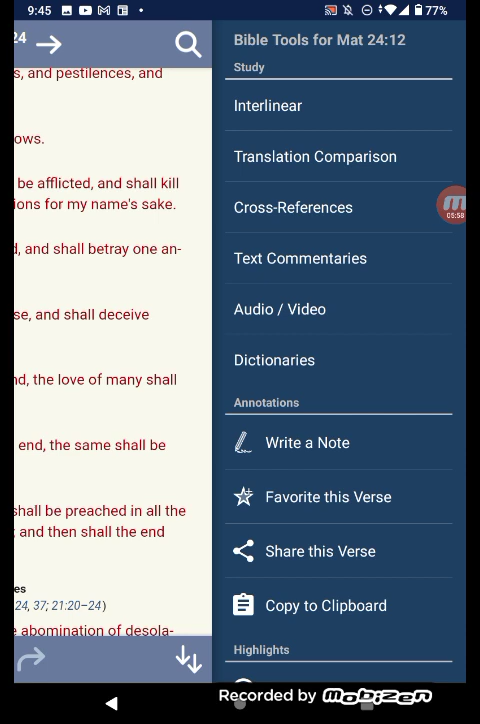 9:45
77%
24
Bible Tools for Mat 24:12
Study
s, and pestilences, and
Interlinear
ows.
Translation Comparison
be afflicted, and shall kill
ions for my name's sake.
Cross-References
05:58
d, and shall betray one an-
Text Commentaries
se, and shall deceive
Audio / Video
nd, the love of many shall
Dictionaries
Annotations
end, the same shall be
Write a Note
Favorite this Verse
shall be preached in all the
; and then shall the end
Share this Verse
es
24, 37; 21:20–24)
Copy to Clipboard
e abomination of desola-
Highlights
Recorded by Mobizen